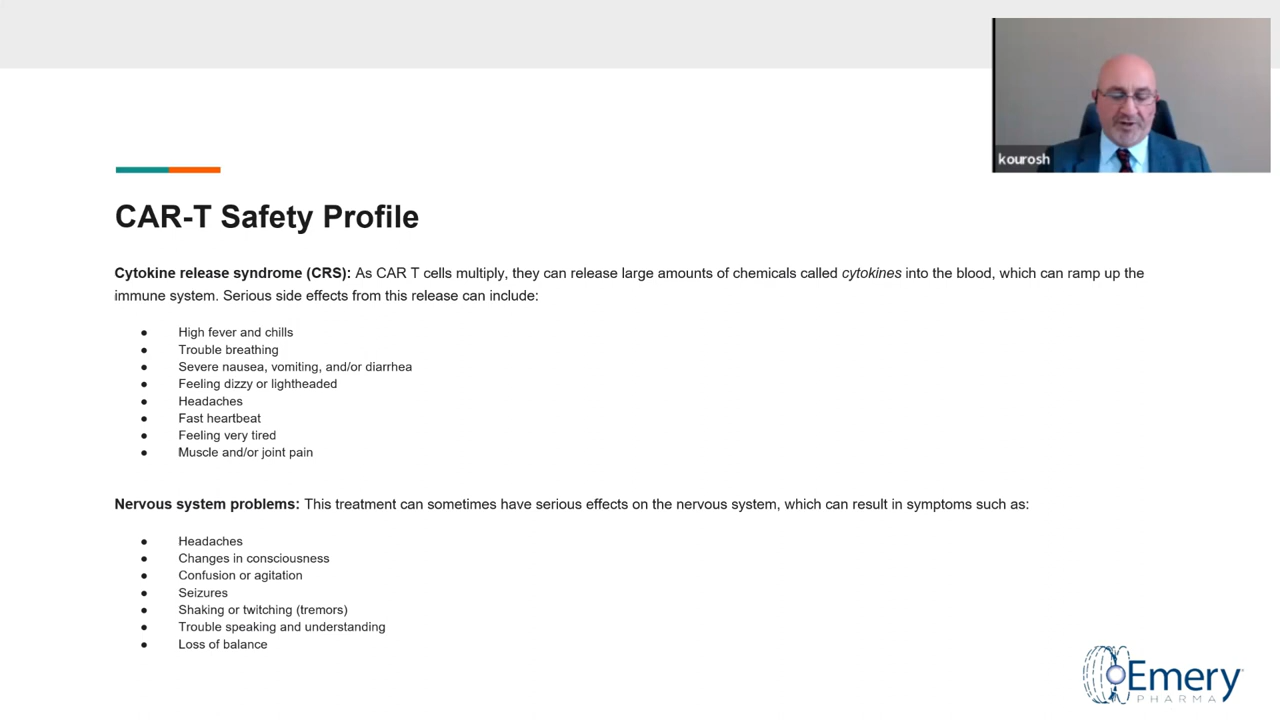 kourosh
CAR-T Safety Profile
Cytokine release syndrome (CRS): As CAR T cells multiply, they can release large amounts of chemicals called cytokines into the blood, which can ramp up the
immune system. Serious side effects from this release can include:
● High fever and chills
● Trouble breathing
● Severe nausea, vomiting, and/or diarrhea
● Feeling dizzy or lightheaded
● Headaches
● Fast heartbeat
● Feeling very tired
● Muscle and/or joint pain
Nervous system problems: This treatment can sometimes have serious effects on the nervous system, which can result in symptoms such as:
● Headaches
● Changes in consciousness
● Confusion or agitation
● Seizures
● Shaking or twitching (tremors)
● Trouble speaking and understanding
● Loss of balance
Emery
PHARMA